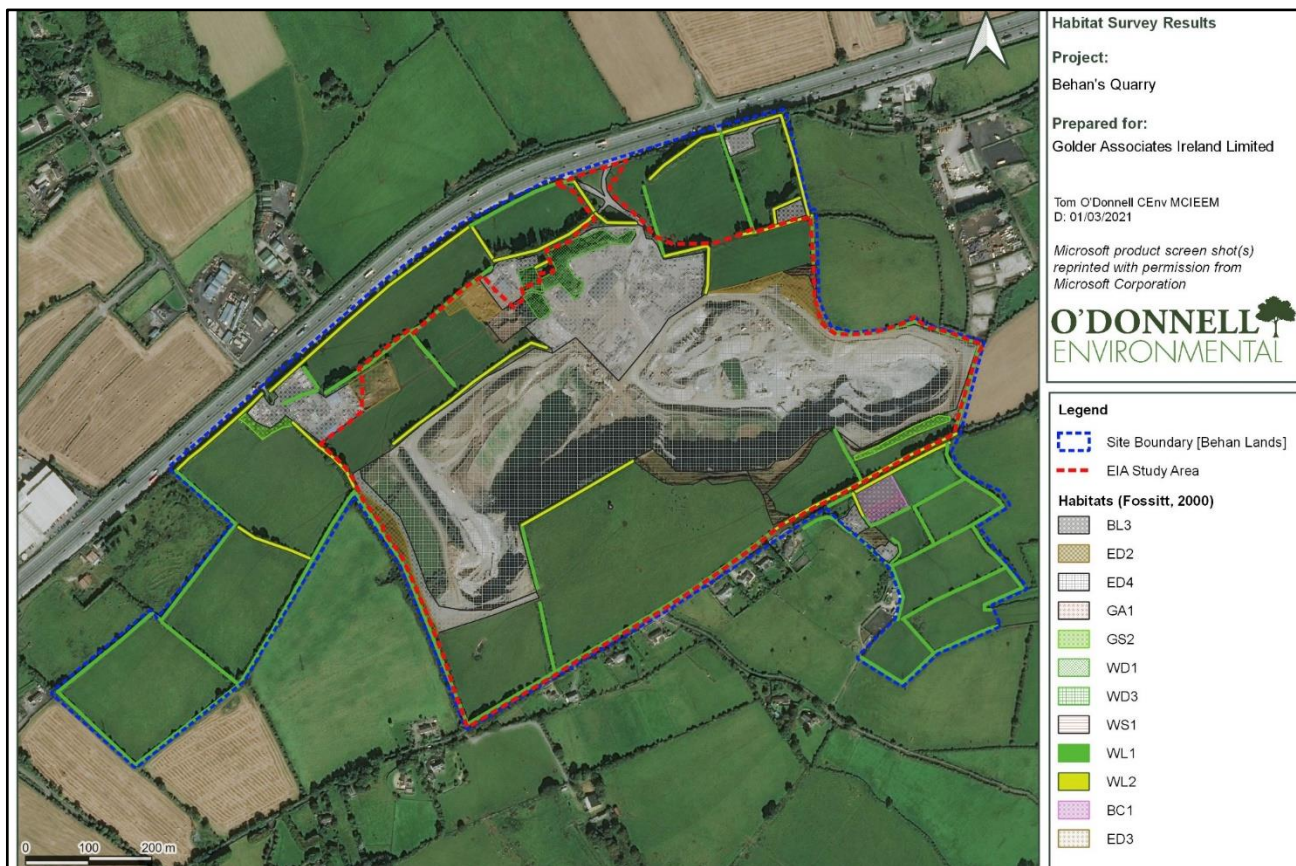 Habitat Survey Results
Project:
Behan's Quarry
Prepared for:
Golder Associates Ireland Limited
Tom O'Donnell CEnv MCIEEM
D: 01/03/2021
Microsoft product screen shot(s)
reprinted with permission from
Microsoft Corporation
O'DONNELL
ENVIRONMENTAL
Legend
Site Boundary [Behan Lands]
EIA Study Area
Habitats (Fossitt, 2000)
BL3
ED2
ED4
GA1
GS2
WD1
WD3
WS1
WL1
WL2
BC1
ED3
0 100 200 m